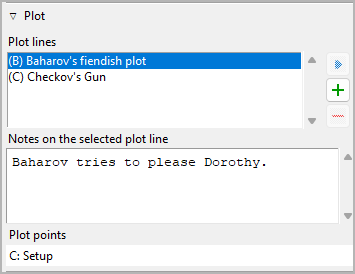 Plot
Plot lines
(B) Baharov's fiendish plot
(C) Checkov's Gun
Notes on the selected plot line
Baharov tries to please Dorothy.
Plot points
C: Setup